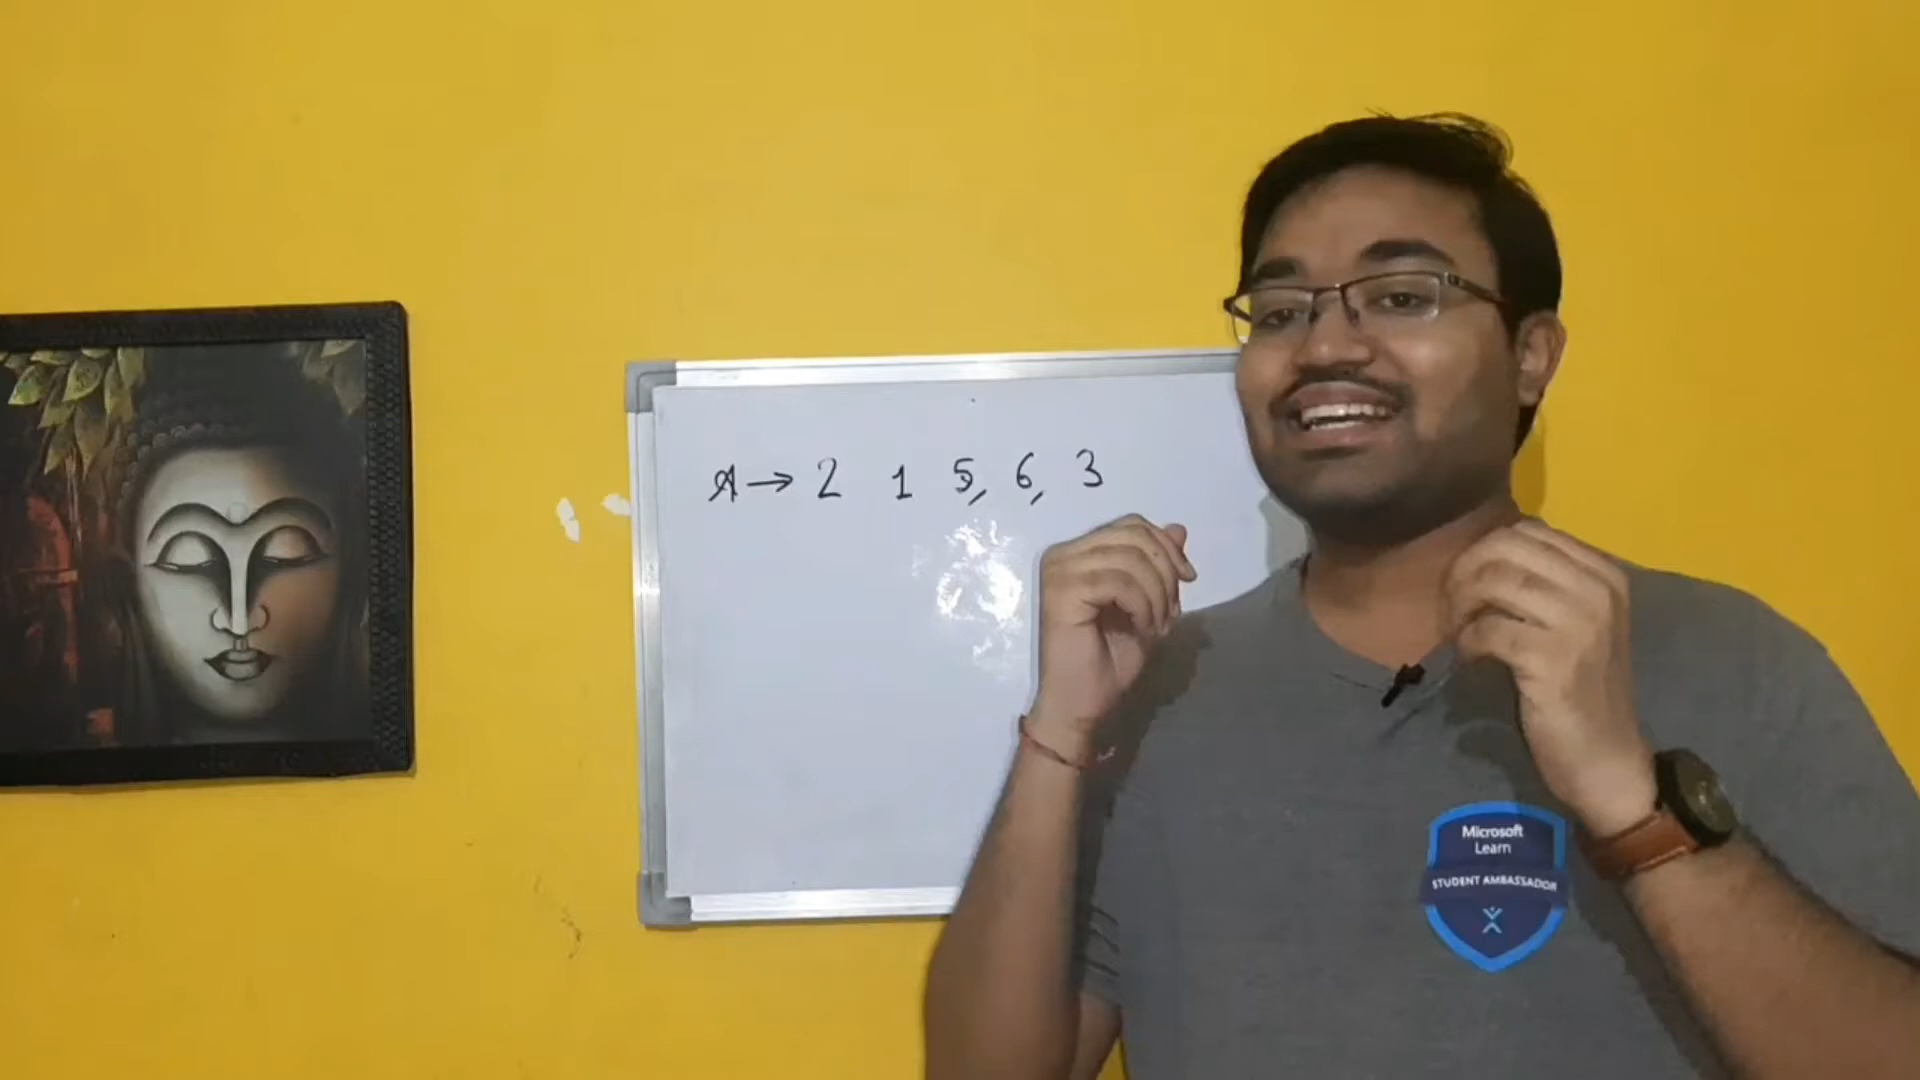 A → 2 1 5, 6, 3
Microsoft
Learn
STUDENT AMBASSADOR